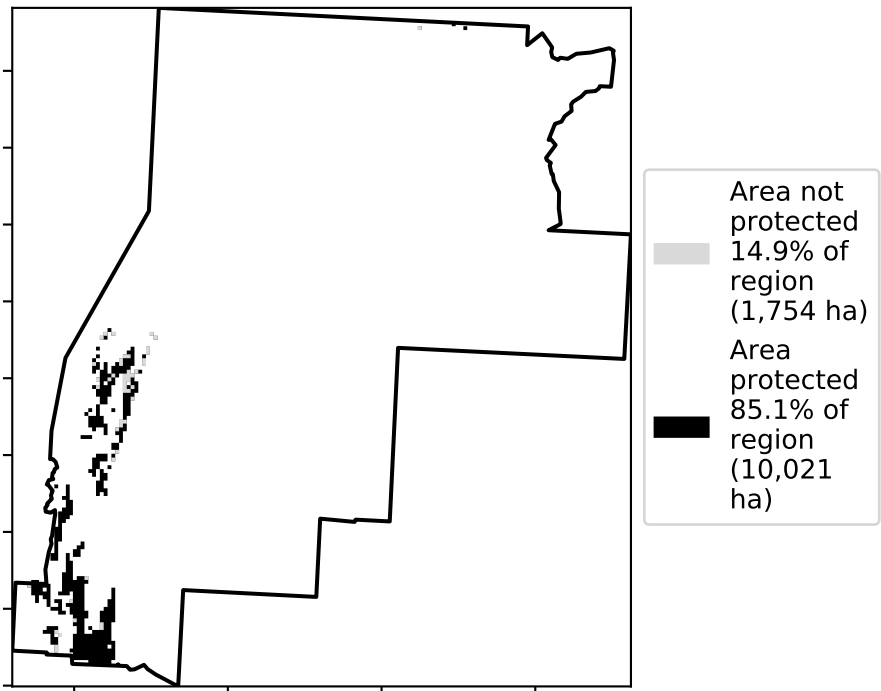 Area not
protected
14.9% of
region
(1,754 ha)
Area
protected
85.1% of
region
(10,021
ha)